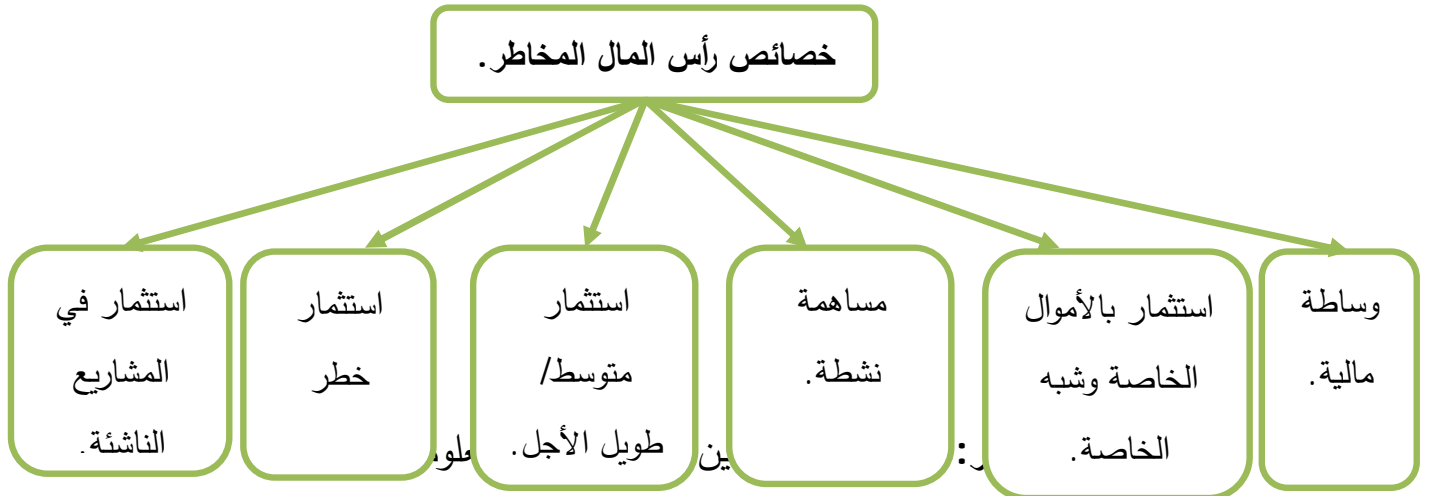 خصائص رأس المال المخاطر.
وساطة
مالية.
استثمار بالأموال
الخاصة وشبه
الخاصة.
مساهمة
نشطة.
استثمار
متوسط/
طويل الأجل.
استثمار
خطر
استثمار في
المشاريع
الناشئة.